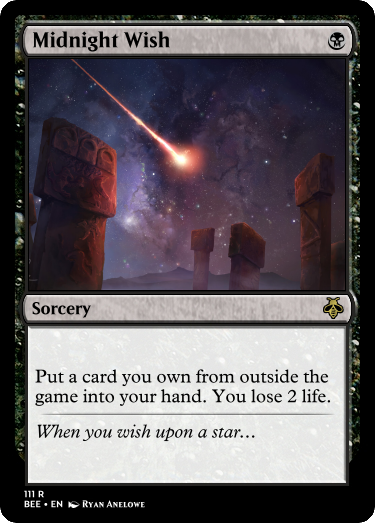 Midnight Wish
Sorcery
Put a card you own from outside the
game into your hand. You lose 2 life.
When you wish upon a star…
111 R
BEE • EN Ryan Anelowe